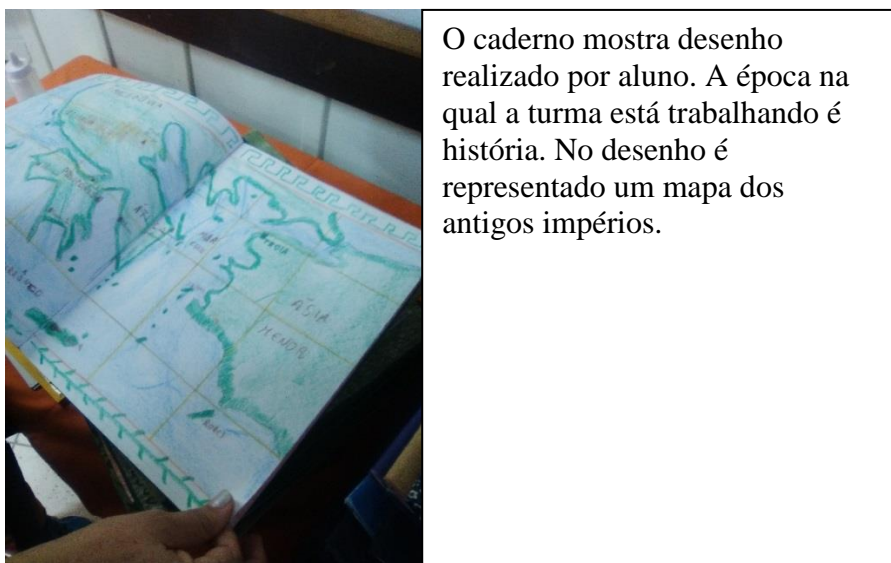 O caderno mostra desenho
realizado por aluno. A época na
qual a turma está trabalhando é
história. No desenho é
representado um mapa dos
antigos impérios.
ÁSIA
MENOR